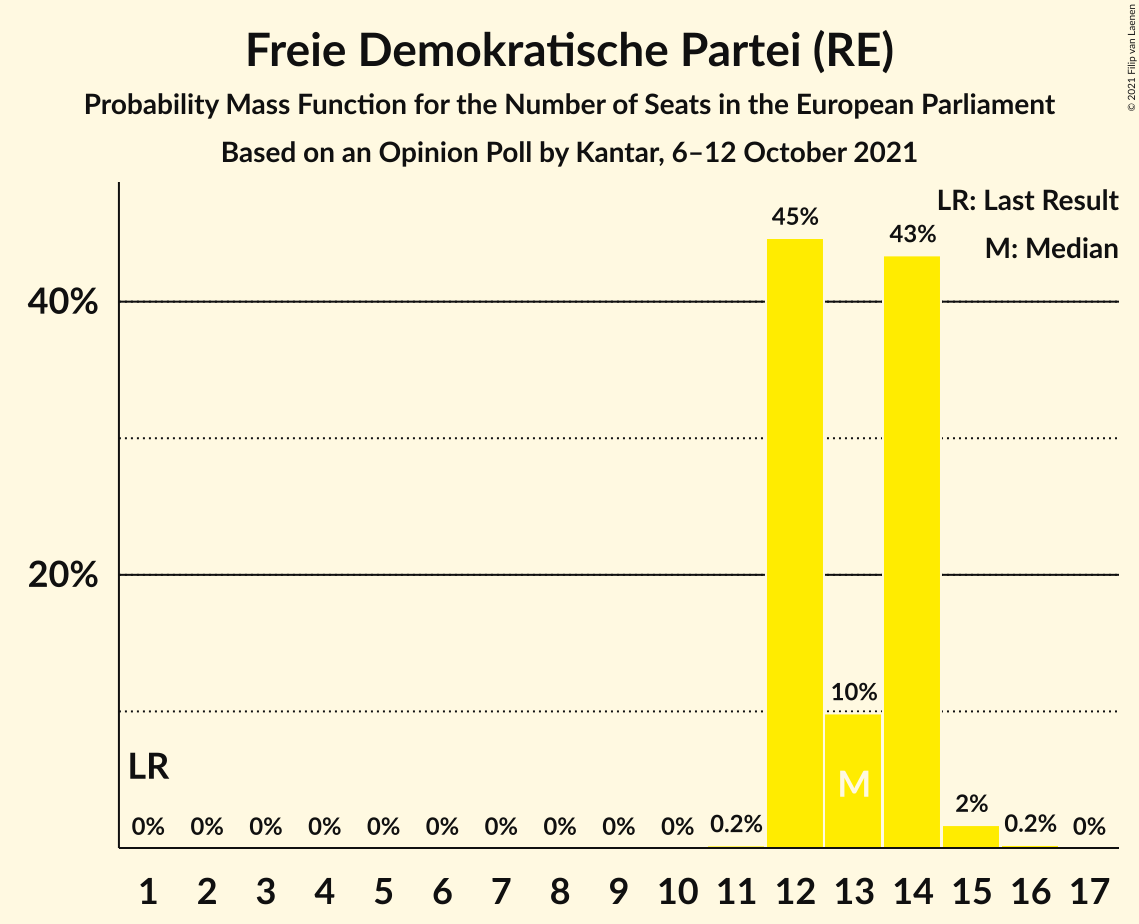 Freie Demokratische Partei (RE)
Probability Mass Function for the Number of Seats in the European Parliament
Based on an Opinion Poll by Kantar, 6–12 October 2021
© 2021 Filip van Laenen
LR: Last Result
M: Median
45%
43%
40%
20%
10%
LR
M
0% 0% 0% 0% 0% 0% 0% 0% 0% 0% 0.2% 2% 0.2% 0%
1 2 3 4 5 6 7 8 9 10 11 12 13 14 15 16 17